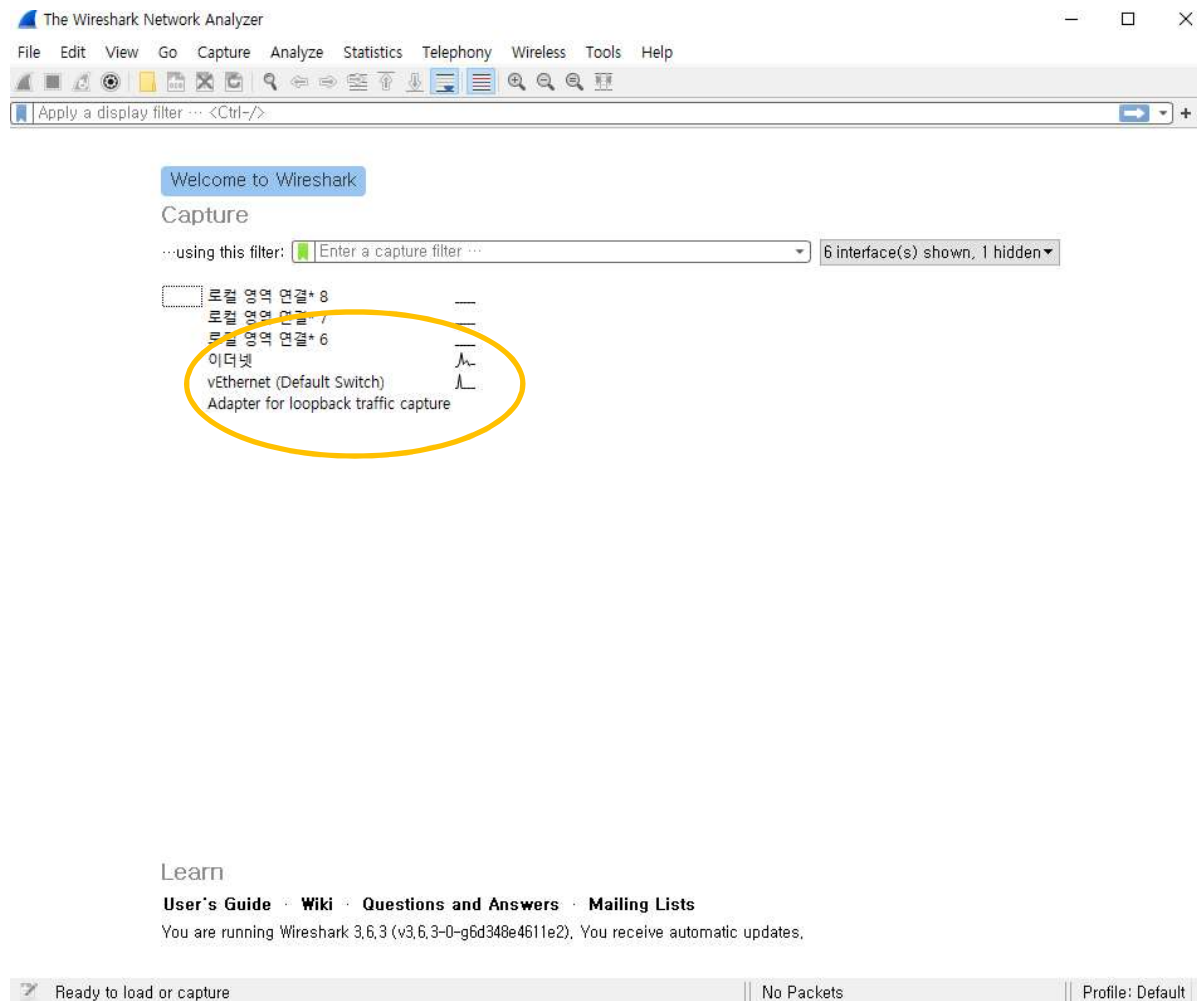 The Wireshark Network Analyzer
File Edit View Go Capture Analyze Statistics Telephony Wireless Tools Help
Apply a display filter ··· <Ctrl-/>
+
Welcome to Wireshark
Capture
···using this filter: Enter a capture filter ··· 6 interface(s) shown, 1 hidden
로컬 영역 연결* 8
로컬 영역 연결* 7
로컬 영역 연결* 6
이더넷
vEthernet (Default Switch)
Adapter for loopback traffic capture
Learn
User's Guide · Wiki · Questions and Answers · Mailing Lists
You are running Wireshark 3.6.3 (v3.6.3-0-g6d348e4611e2). You receive automatic updates.
Ready to load or capture No Packets Profile: Default